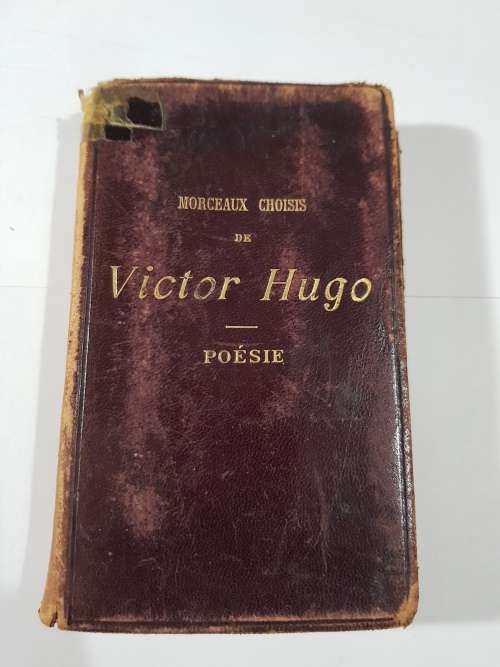 MORCEAUX CHOISIS
DE
Victor Hugo
POÉSIE